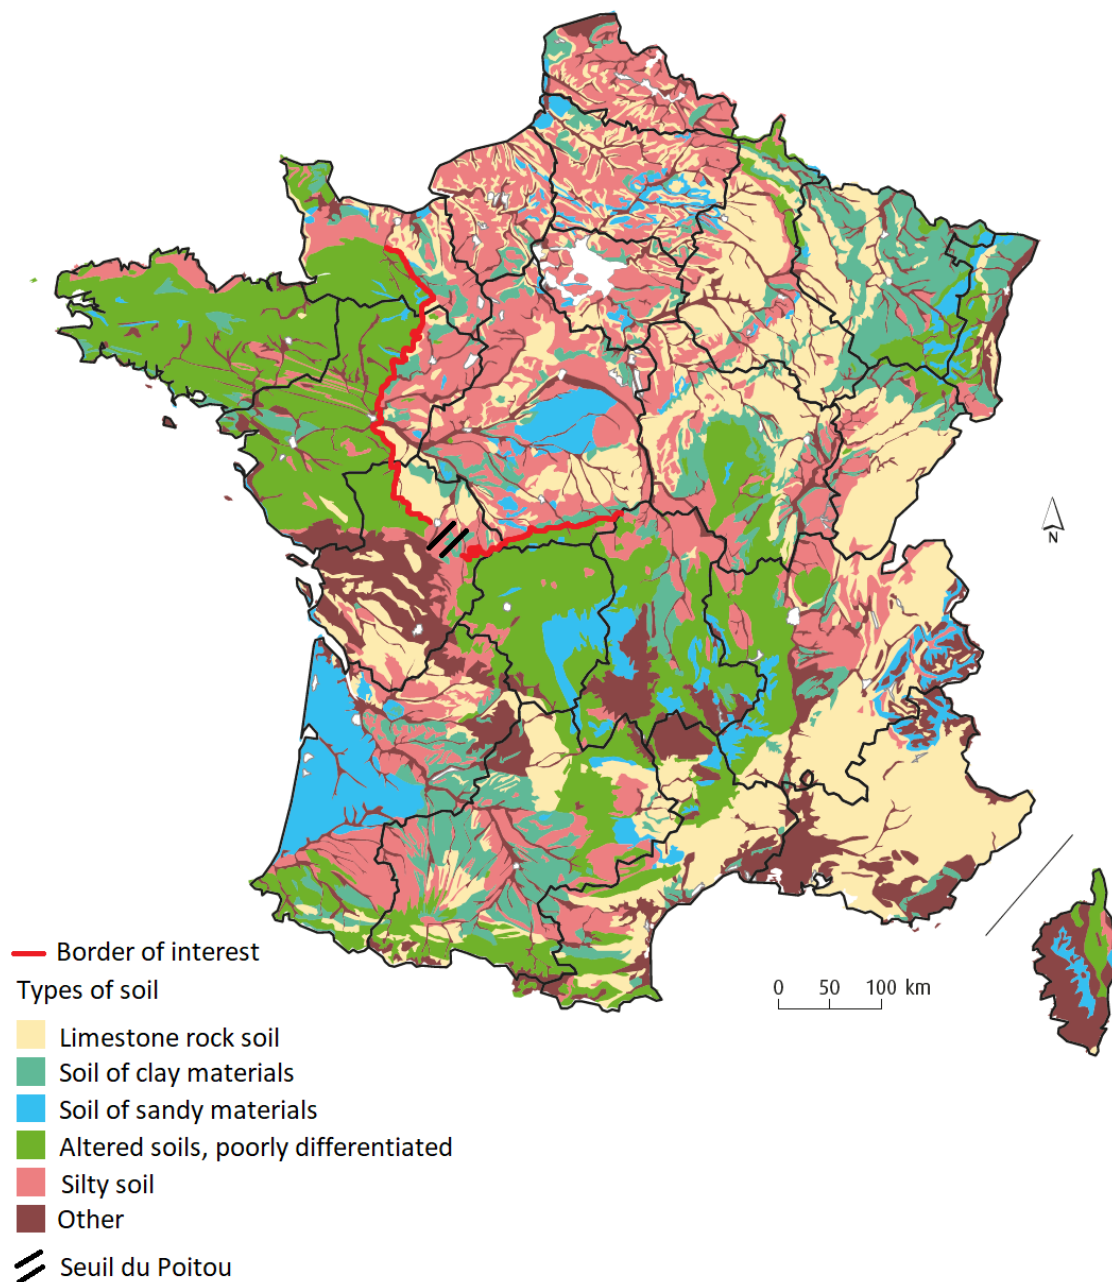 N
0 50 100 km
Border of interest
Types of soil
Limestone rock soil
Soil of clay materials
Soil of sandy materials
Altered soils, poorly differentiated
Silty soil
Other
Seuil du Poitou